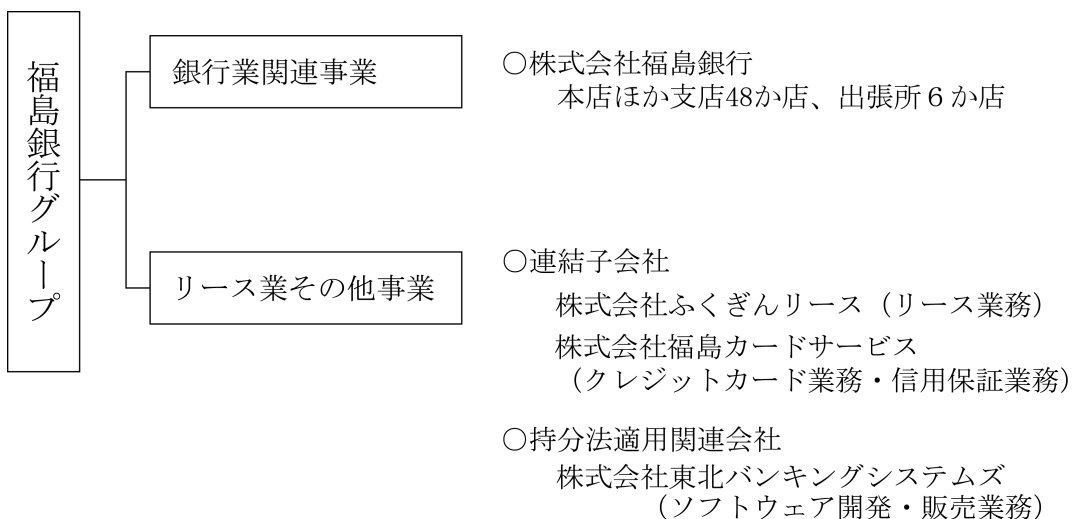 福島銀行グループ
銀行業関連事業
○株式会社福島銀行
本店ほか支店48か店、出張所６か店
リース業その他事業
○連結子会社
株式会社ふくぎんリース（リース業務）
株式会社福島カードサービス
（クレジットカード業務・信用保証業務）
○持分法適用関連会社
株式会社東北バンキングシステムズ
（ソフトウェア開発・販売業務）